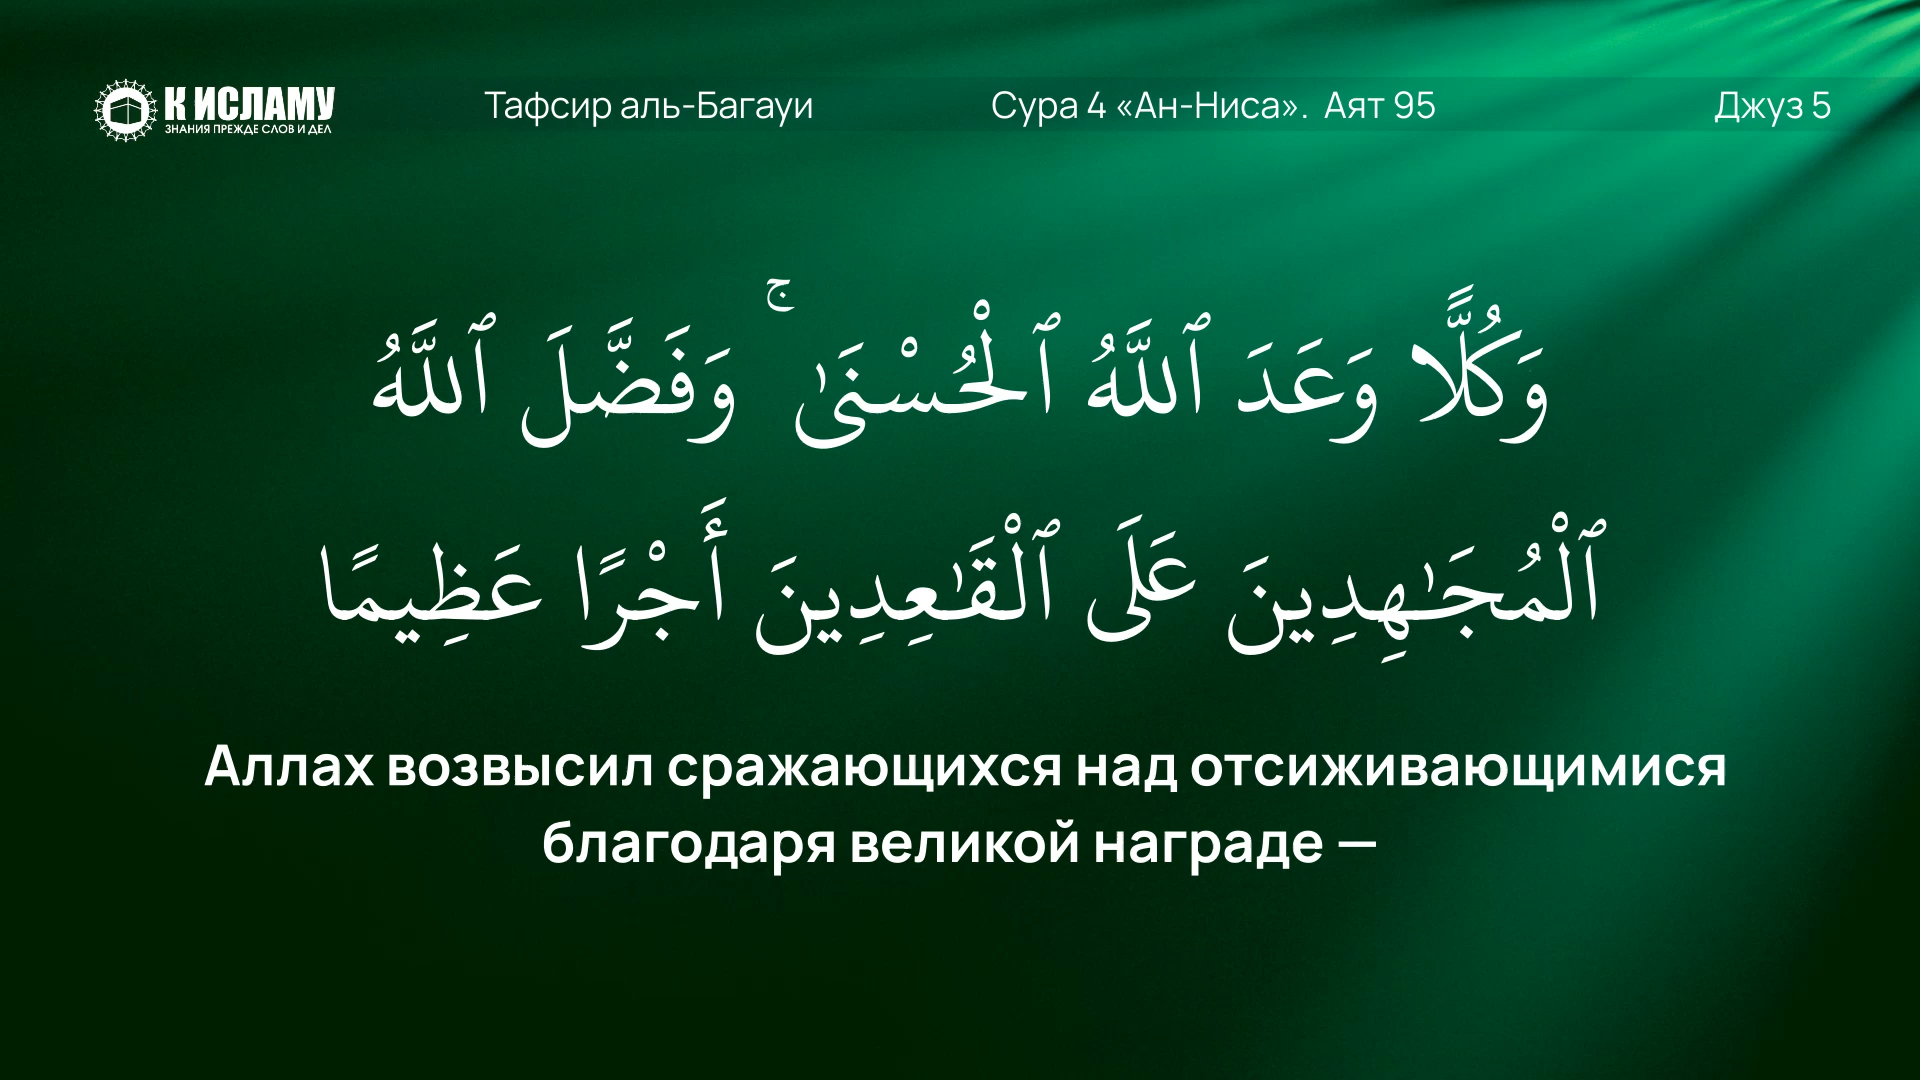 К ИСЛАМУ
ЗНАНИЯ ПРЕЖДЕ СЛОВ И ДЕЛ
Тафсир аль-Багауи
Сура 4 «Ан-Ниса». Аят 95
Джуз 5
وَكُلًّا وَعَدَ ٱللَّهُ ٱلْحُسْنَىٰ ۚ وَفَضَّلَ ٱللَّهُ
ٱلْمُجَـٰهِدِينَ عَلَى ٱلْقَـٰعِدِينَ أَجْرًا عَظِيمًا
Аллах возвысил сражающихся над отсиживающимися
благодаря великой награде —